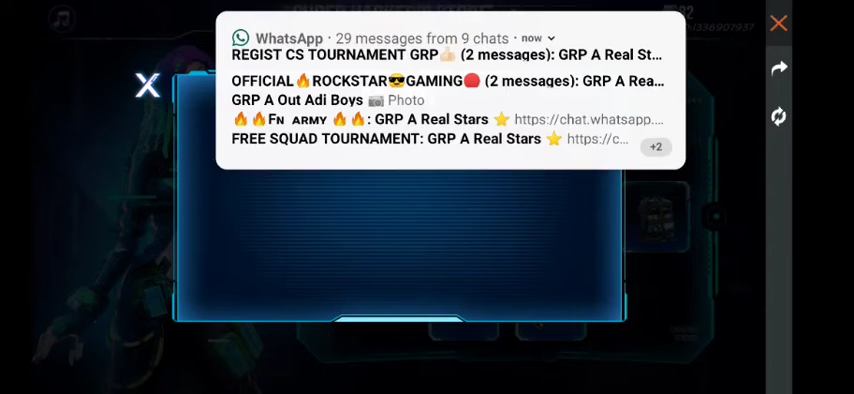 WhatsApp · 29 messages from 9 chats · now
REGIST CS TOURNAMENT GRP👍🏻 (2 messages): GRP A Real St...
OFFICIAL🔥ROCKSTAR😎GAMING🔴 (2 messages): GRP A Rea...
GRP A Out Adi Boys 📷 Photo
🔥🔥Fɴ ᴀʀᴍʏ 🔥🔥: GRP A Real Stars ⭐ https://chat.whatsapp....
FREE SQUAD TOURNAMENT: GRP A Real Stars ⭐ https://c...
+2
X